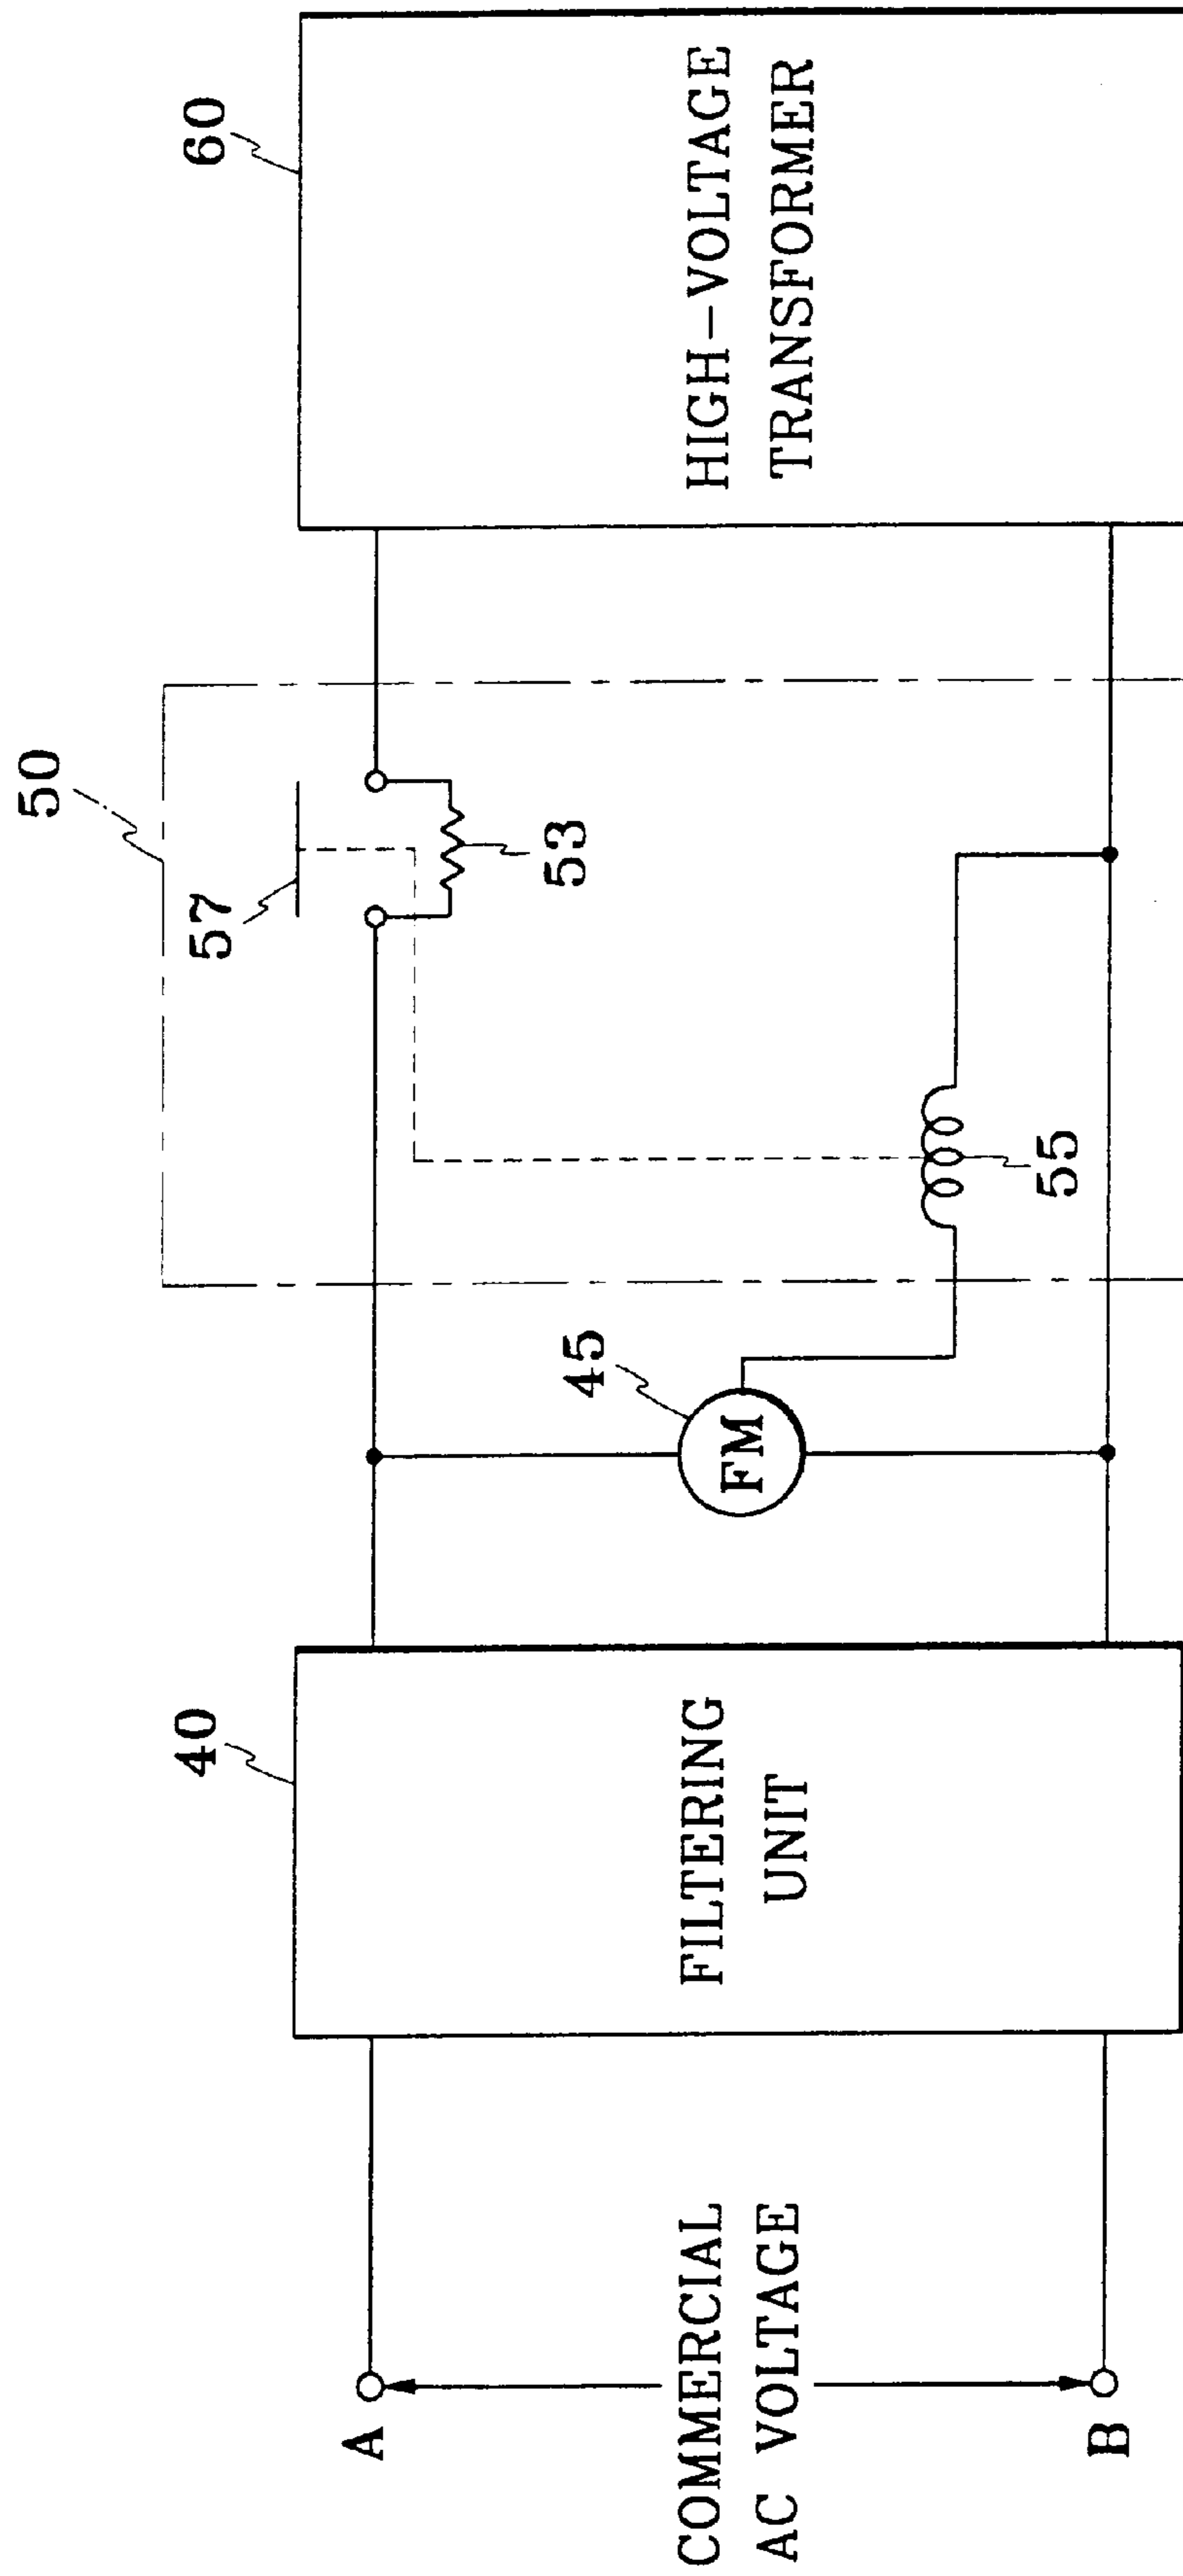 A
COMMERCIAL
AC VOLTAGE
B
40
FILTERING
UNIT
45
FM
50
57
53
55
60
HIGH-VOLTAGE
TRANSFORMER